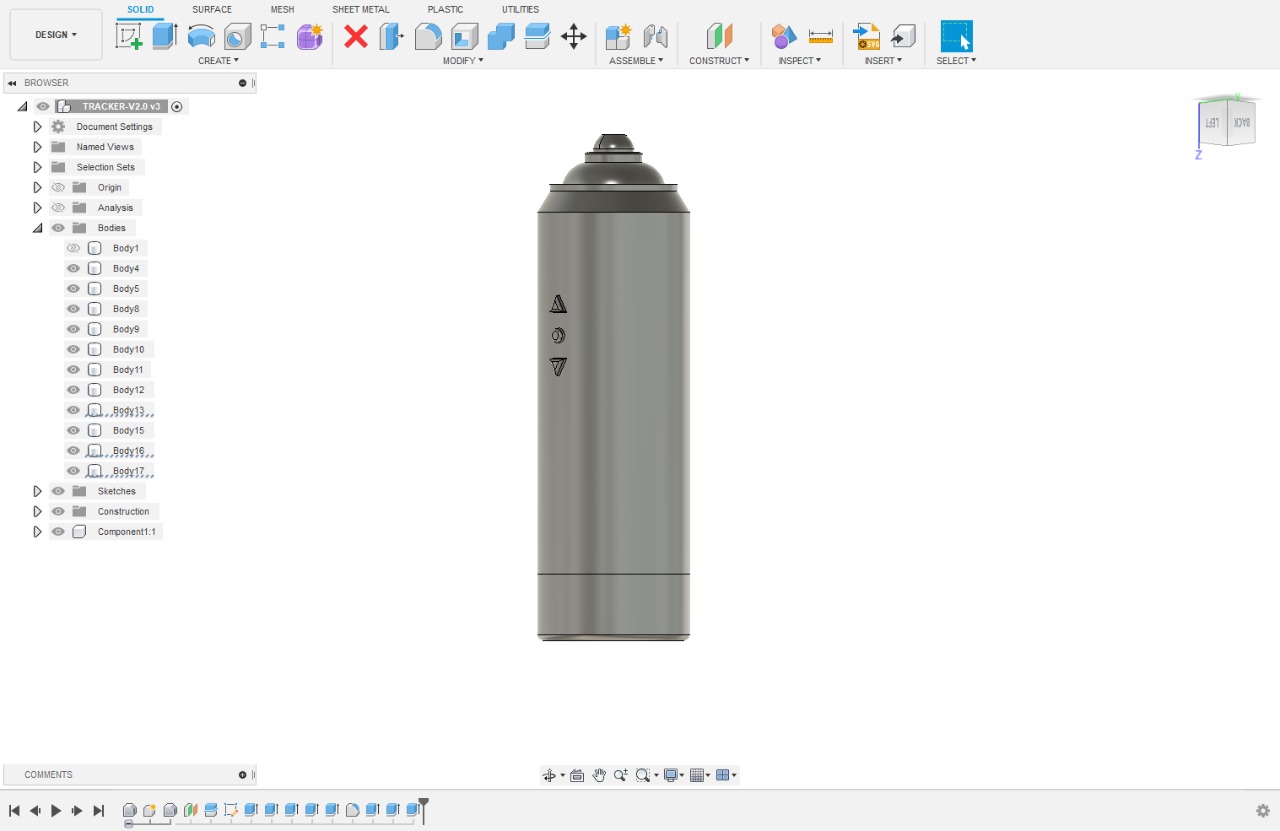 SOLID SURFACE MESH SHEET METAL PLASTIC UTILITIES
DESIGN
CREATE MODIFY ASSEMBLE CONSTRUCT INSPECT INSERT SELECT
SVG
BROWSER
TRACKER-V2.0 v3
Document Settings
Named Views
Selection Sets
Origin
Analysis
Bodies
Body1
Body4
Body5
Body8
Body9
Body10
Body11
Body12
Body13
Body15
Body16
Body17
Sketches
Construction
Component1:1
Y
LEFT BACK
Z
COMMENTS